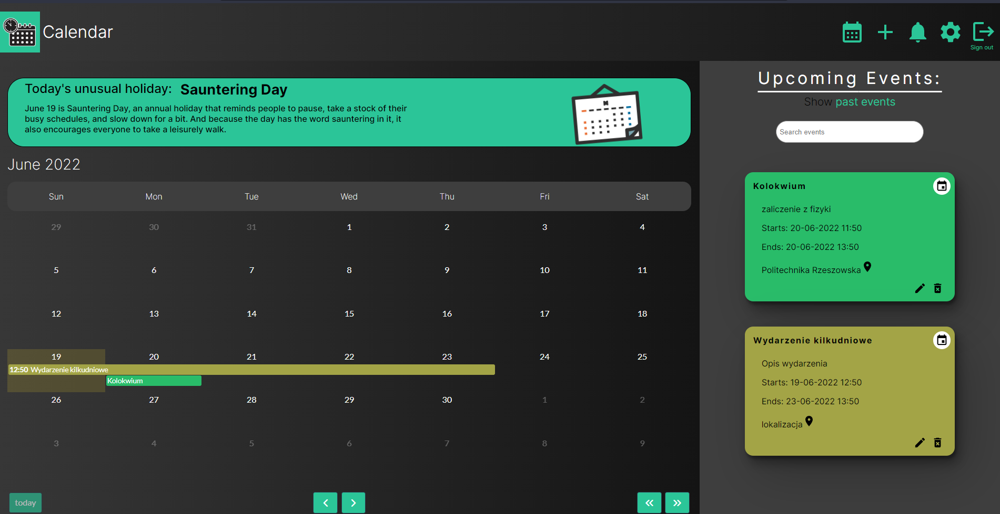 Calendar
Sign out
Today's unusual holiday: Sauntering Day
June 19 is Sauntering Day, an annual holiday that reminds people to pause, take a stock of their
busy schedules, and slow down for a bit. And because the day has the word sauntering in it, it
also encourages everyone to take a leisurely walk.
June 2022
Sun Mon Tue Wed Thu Fri Sat
29 30 31 1 2 3 4
5 6 7 8 9 10 11
12 13 14 15 16 17 18
19 20 21 22 23 24 25
12:50 Wydarzenie kilkudniowe
Kolokwium
26 27 28 29 30 1 2
3 4 5 6 7 8 9
today
Upcoming Events:
Show past events
Search events
Kolokwium
zaliczenie z fizyki
Starts: 20-06-2022 11:50
Ends: 20-06-2022 13:50
Politechnika Rzeszowska
Wydarzenie kilkudniowe
Opis wydarzenia
Starts: 19-06-2022 12:50
Ends: 23-06-2022 13:50
lokalizacja